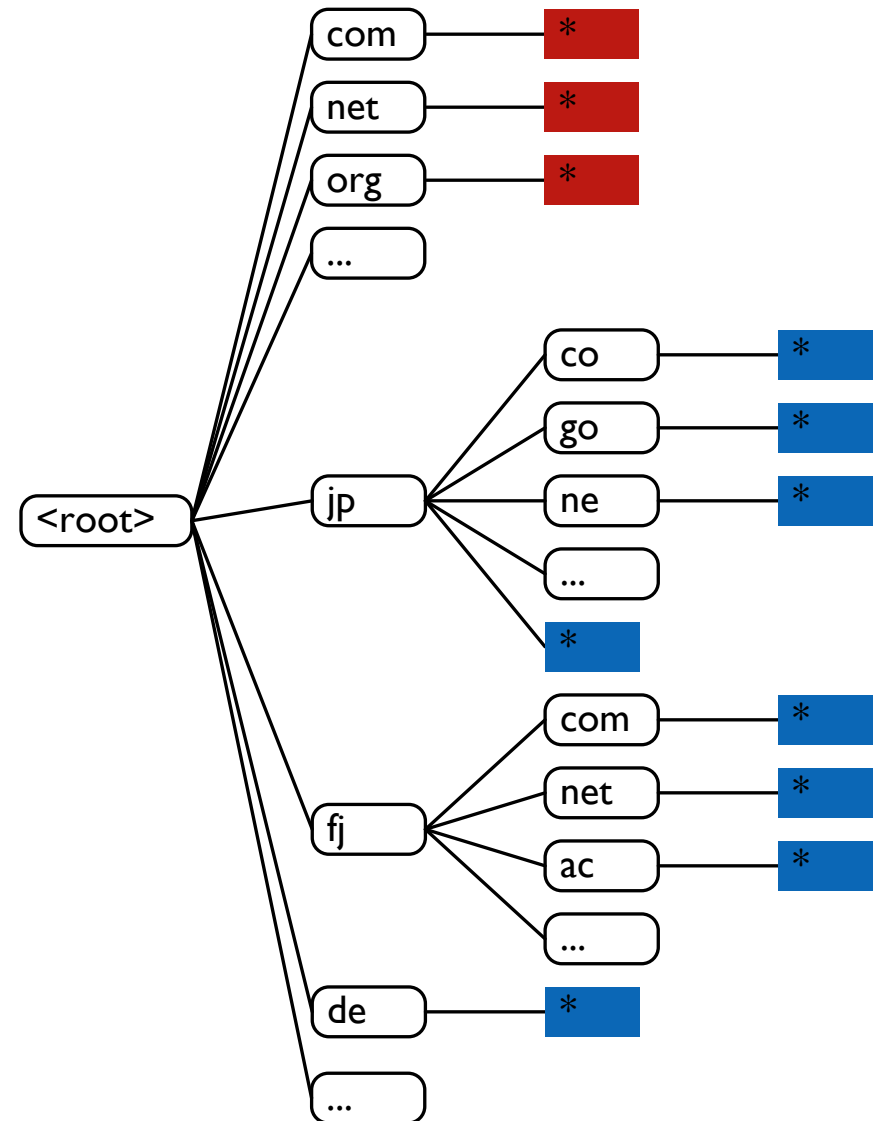 com *
net *
org *
...
co *
go *
jp ne *
<root>
...
*
com *
net *
fj
ac *
...
de *
...